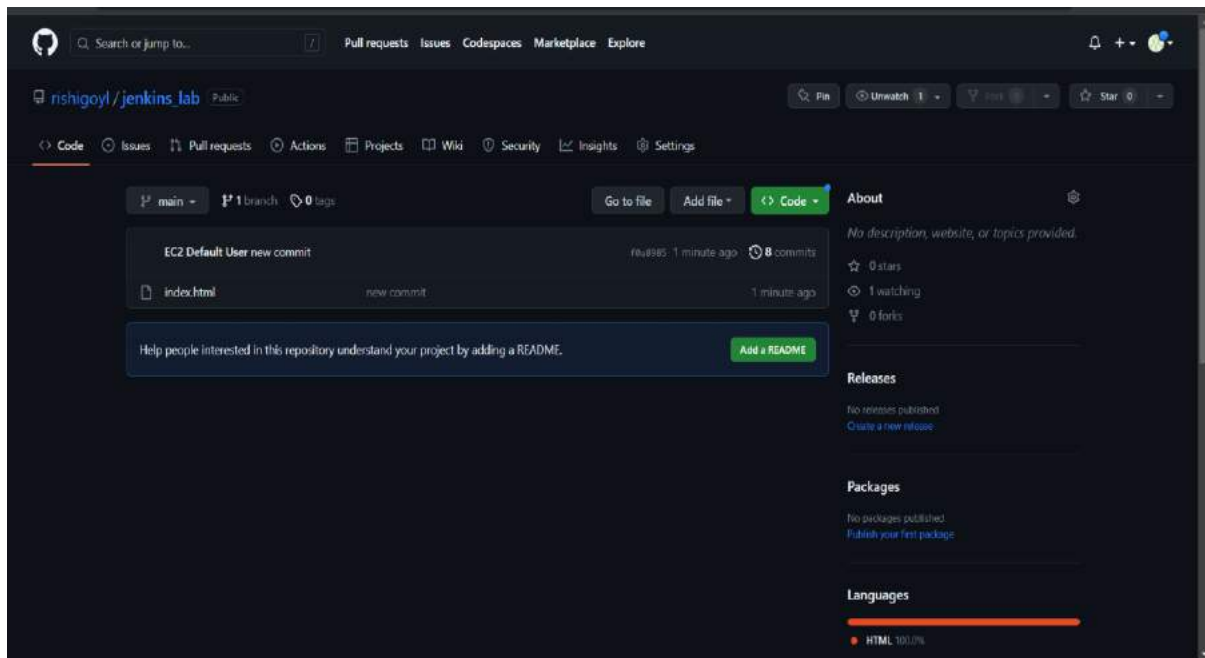 Search or jump to...
/
Pull requests Issues Codespaces Marketplace Explore
rishigoyl / jenkins_lab Public
Pin
Unwatch 1
Star 0
Code Issues Pull requests Actions Projects Wiki Security Insights Settings
main 1 branch 0 tags
Go to file Add file Code
EC2 Default User new commit 1 minute ago 8 commits
index.html new commit 1 minute ago
Help people interested in this repository understand your project by adding a README. Add a README
About
No description, website, or topics provided.
0 stars
1 watching
0 forks
Releases
No releases published
Create a new release
Packages
No packages published
Publish your first package
Languages
HTML 100.0%